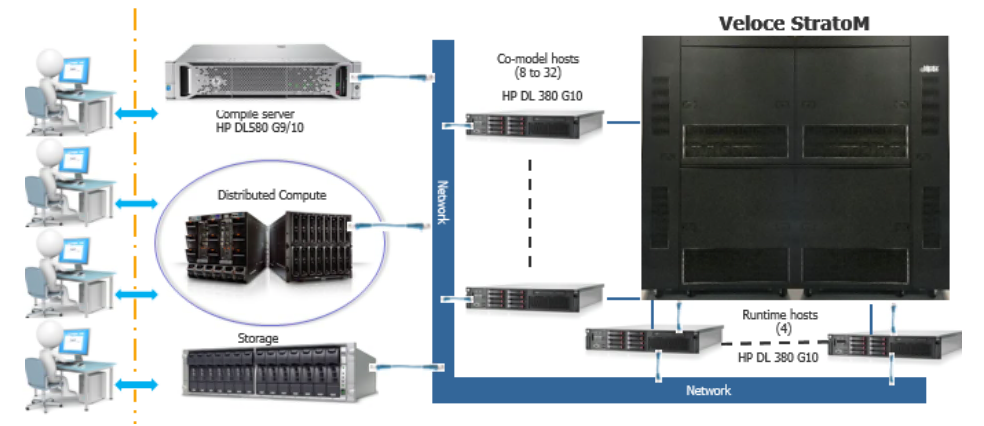 Veloce StratoM
Co-model hosts
(8 to 32)
HP DL 380 G10
Compile server
HP DL580 G9/10
Distributed Compute
Network
Storage
Runtime hosts
(4)
HP DL 380 G10
Network